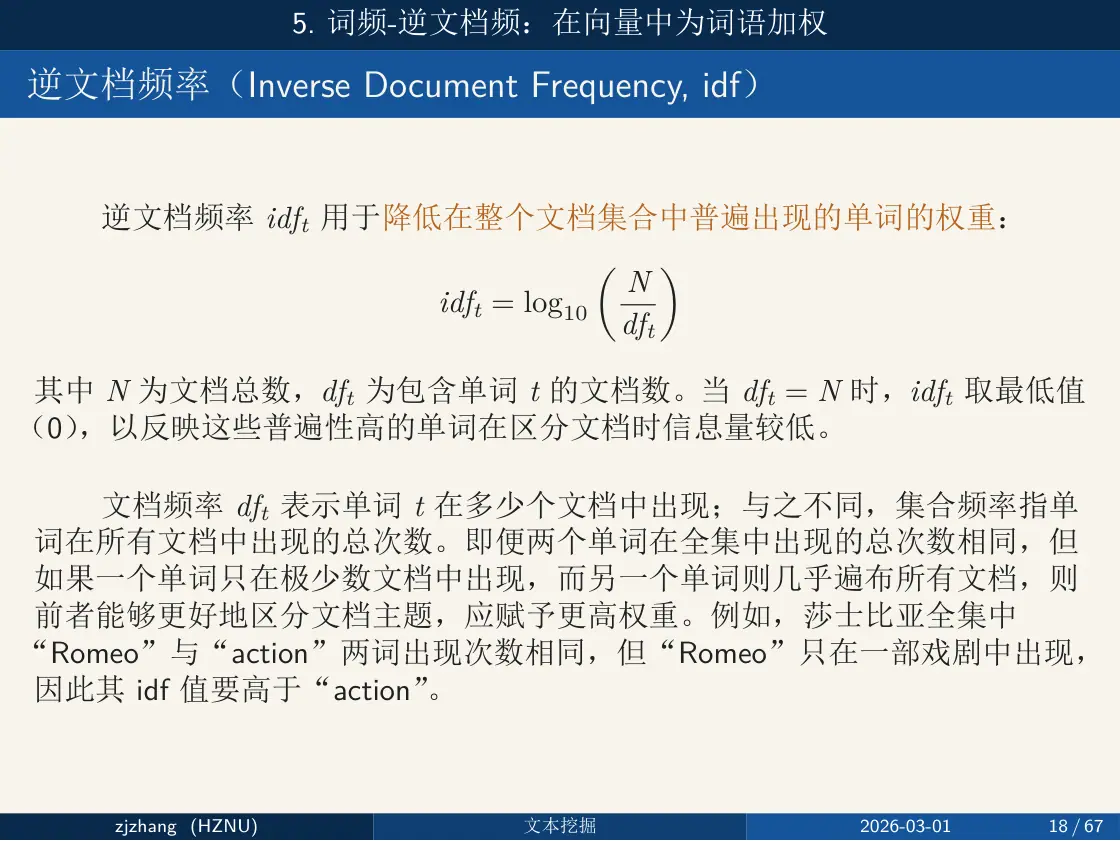 5. 词频-逆文档频：在向量中为词语加权
逆文档频率（Inverse Document Frequency, idf）
逆文档频率 idf_t 用于降低在整个文档集合中普遍出现的单词的权重：
idf_t = log_10 (N / df_t)
其中 N 为文档总数，df_t 为包含单词 t 的文档数。当 df_t = N 时，idf_t 取最低值
（0），以反映这些普遍性高的单词在区分文档时信息量较低。
文档频率 df_t 表示单词 t 在多少个文档中出现；与之不同，集合频率指单
词在所有文档中出现的总次数。即便两个单词在全集中出现的总次数相同，但
如果一个单词只在极少数文档中出现，而另一个单词则几乎遍布所有文档，则
前者能够更好地区分文档主题，应赋予更高权重。例如，莎士比亚全集中
“Romeo”与“action”两词出现次数相同，但“Romeo”只在一部戏剧中出现，
因此其 idf 值要高于“action”。
zjzhang (HZNU) 文本挖掘 2026-03-01 18 / 67